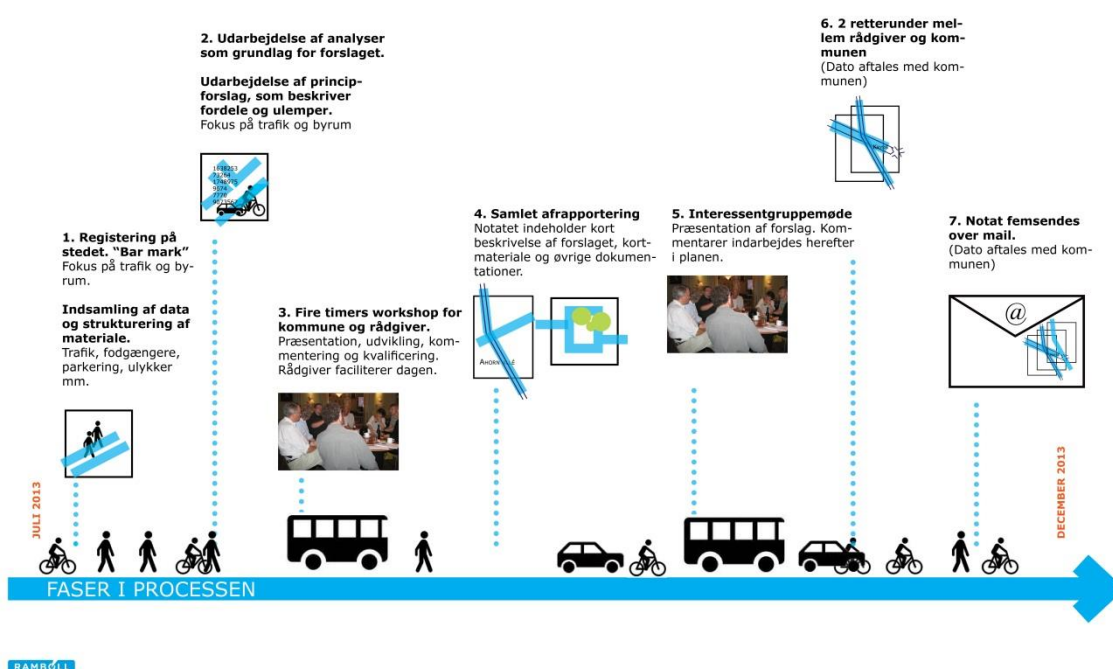 1. Registering på
stedet. “Bar mark”
Fokus på trafik og by-
rum.
Indsamling af data
og strukturering af
materiale.
Trafik, fodgængere,
parkering, ulykker
mm.
2. Udarbejdelse af analyser
som grundlag for forslaget.
Udarbejdelse af princip-
forslag, som beskriver
fordele og ulemper.
Fokus på trafik og byrum
3. Fire timers workshop for
kommune og rådgiver.
Præsentation, udvikling, kom-
mentering og kvalificering.
Rådgiver faciliterer dagen.
4. Samlet afrapportering
Notatet indeholder kort
beskrivelse af forslaget, kort-
materiale og øvrige dokumen-
tationer.
5. Interessentgruppemøde
Præsentation af forslag. Kom-
mentarer indarbejdes herefter
i planen.
6. 2 retterunder mel-
lem rådgiver og kom-
munen
(Dato aftales med kom-
munen)
7. Notat femsendes
over mail.
(Dato aftales med kom-
munen)
@
JULI 2013
DECEMBER 2013
FASER I PROCESSEN
RAMBØLL